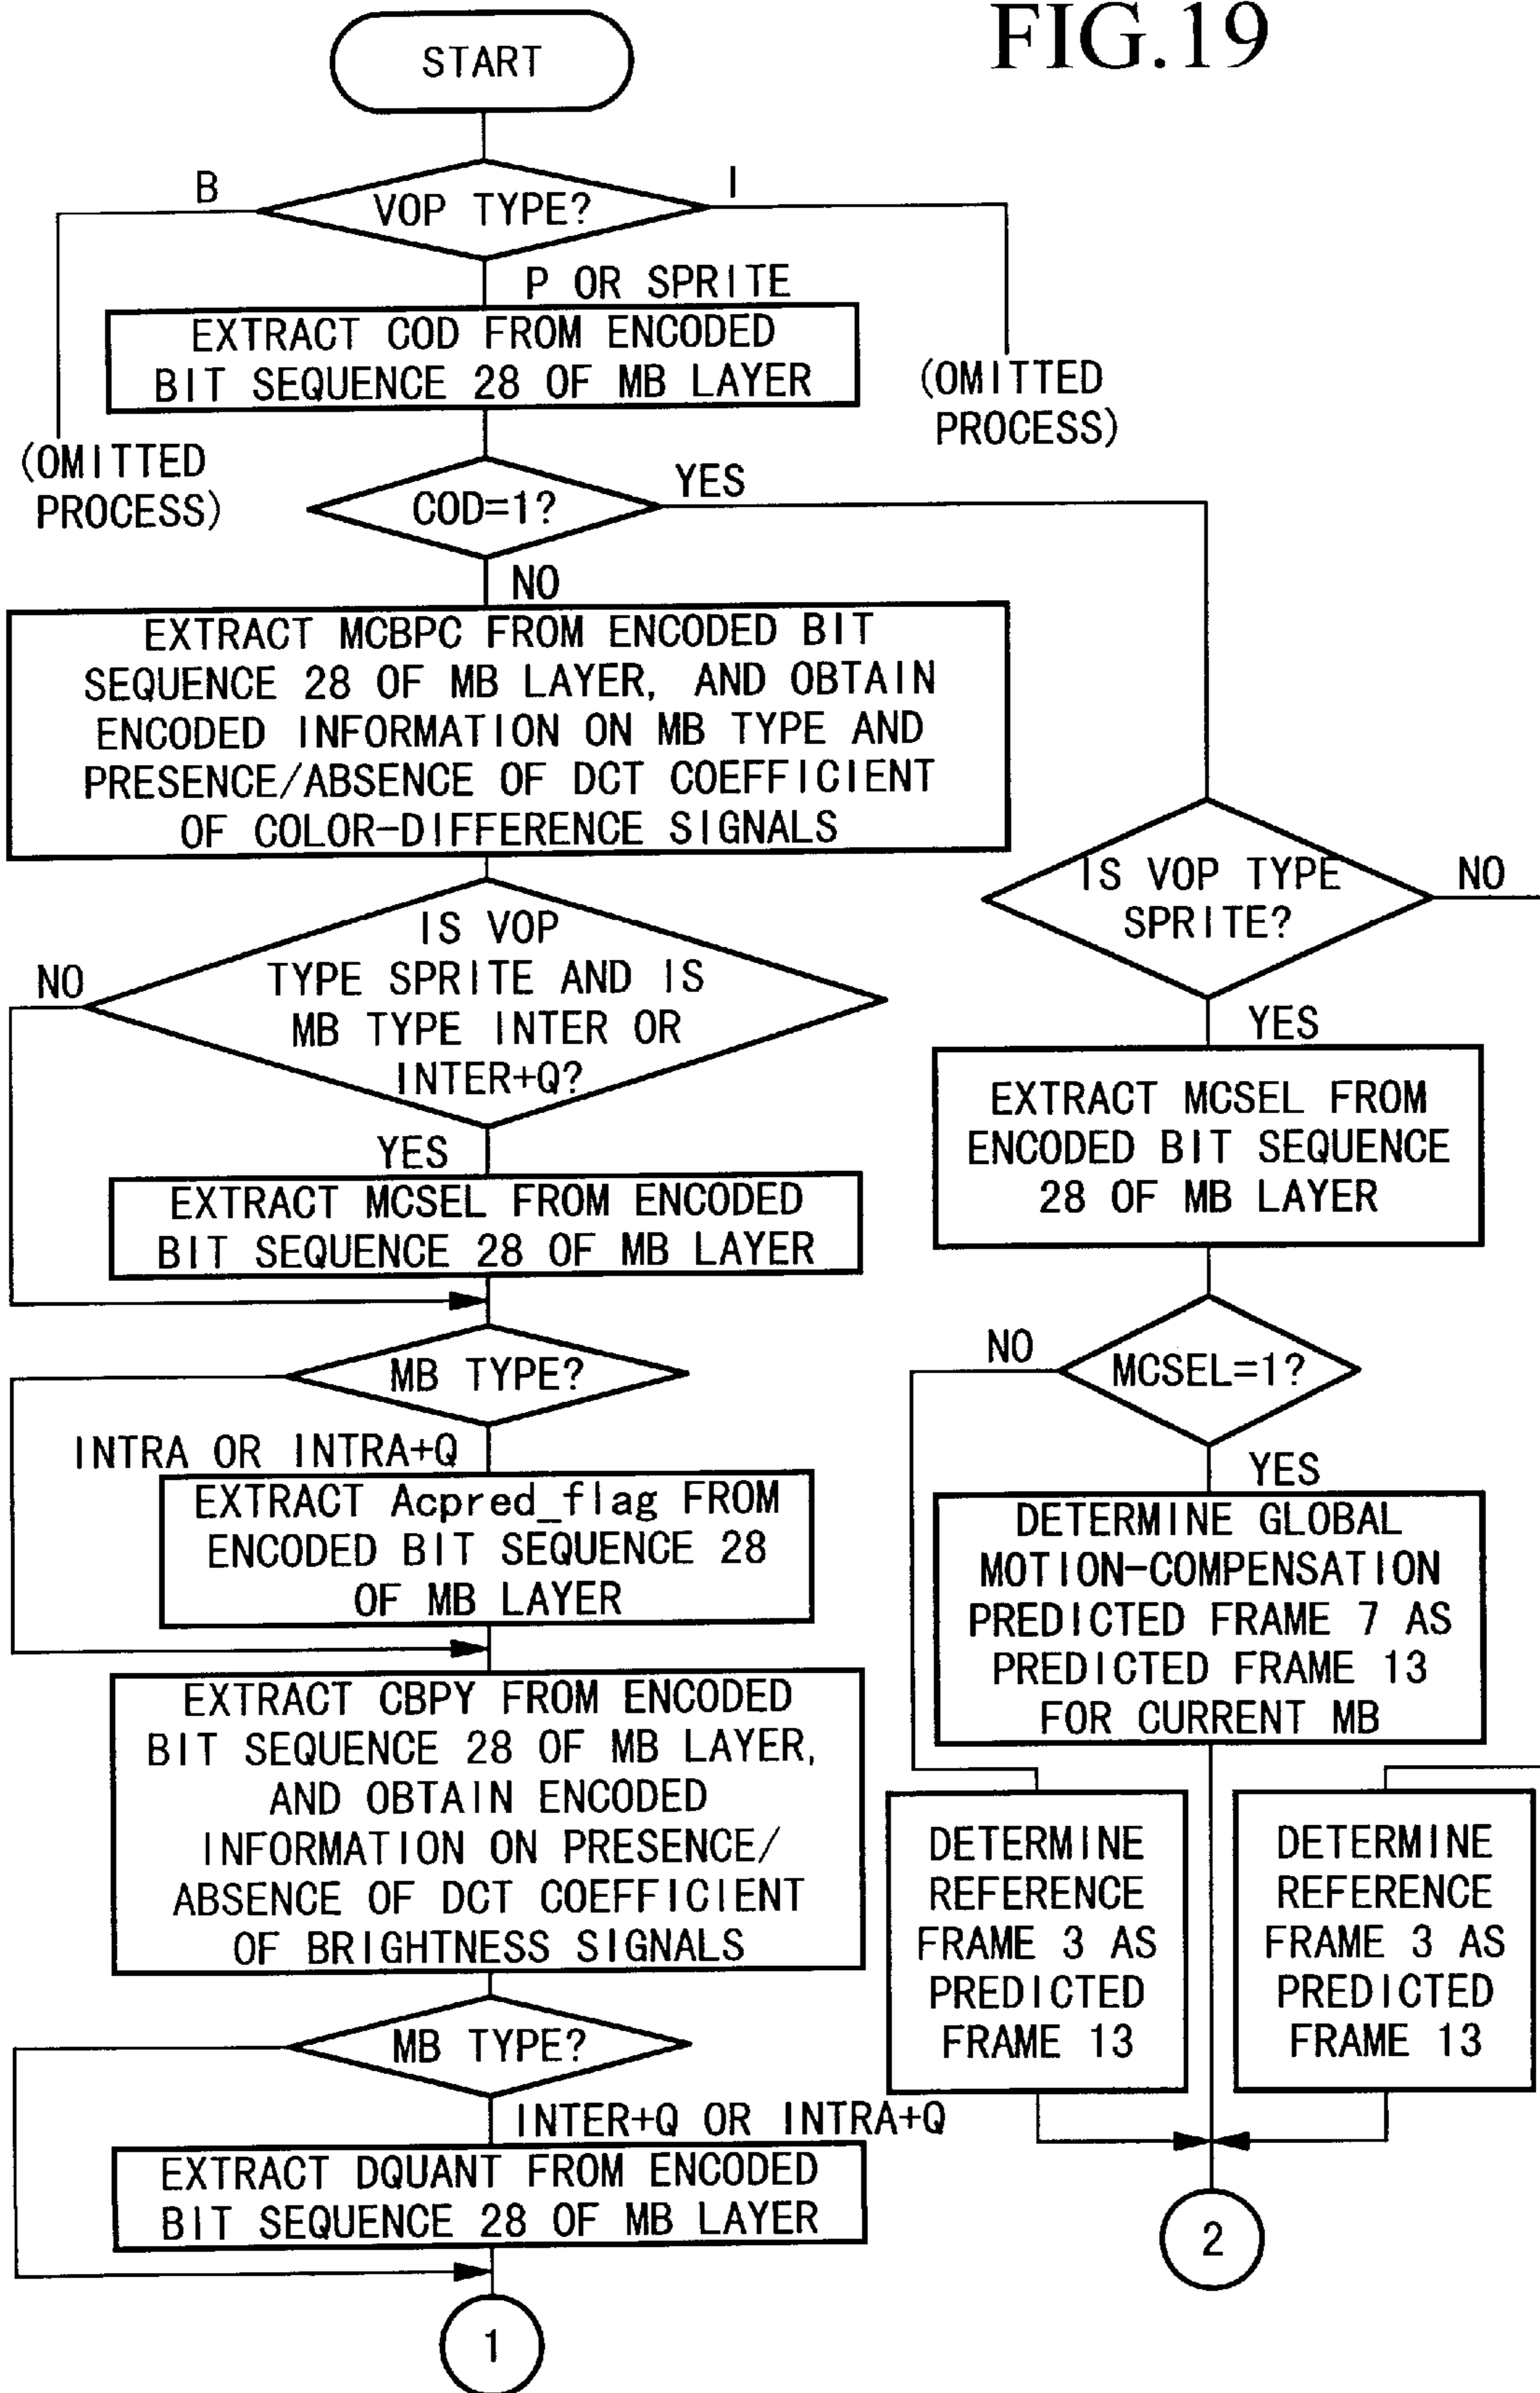 FIG.19
START
B
VOP TYPE?
I
P OR SPRITE
EXTRACT COD FROM ENCODED
BIT SEQUENCE 28 OF MB LAYER
(OMITTED
PROCESS)
(OMITTED
PROCESS)
COD=1?
YES
NO
EXTRACT MCBPC FROM ENCODED BIT
SEQUENCE 28 OF MB LAYER, AND OBTAIN
ENCODED INFORMATION ON MB TYPE AND
PRESENCE/ABSENCE OF DCT COEFFICIENT
OF COLOR-DIFFERENCE SIGNALS
IS VOP
TYPE SPRITE AND IS
MB TYPE INTER OR
INTER+Q?
NO
YES
EXTRACT MCSEL FROM ENCODED
BIT SEQUENCE 28 OF MB LAYER
MB TYPE?
INTRA OR INTRA+Q
EXTRACT Acpred_flag FROM
ENCODED BIT SEQUENCE 28
OF MB LAYER
EXTRACT CBPY FROM ENCODED
BIT SEQUENCE 28 OF MB LAYER,
AND OBTAIN ENCODED
INFORMATION ON PRESENCE/
ABSENCE OF DCT COEFFICIENT
OF BRIGHTNESS SIGNALS
MB TYPE?
INTER+Q OR INTRA+Q
EXTRACT DQUANT FROM ENCODED
BIT SEQUENCE 28 OF MB LAYER
1
IS VOP TYPE
SPRITE?
NO
YES
EXTRACT MCSEL FROM
ENCODED BIT SEQUENCE
28 OF MB LAYER
NO
MCSEL=1?
YES
DETERMINE GLOBAL
MOTION-COMPENSATION
PREDICTED FRAME 7 AS
PREDICTED FRAME 13
FOR CURRENT MB
DETERMINE
REFERENCE
FRAME 3 AS
PREDICTED
FRAME 13
DETERMINE
REFERENCE
FRAME 3 AS
PREDICTED
FRAME 13
2